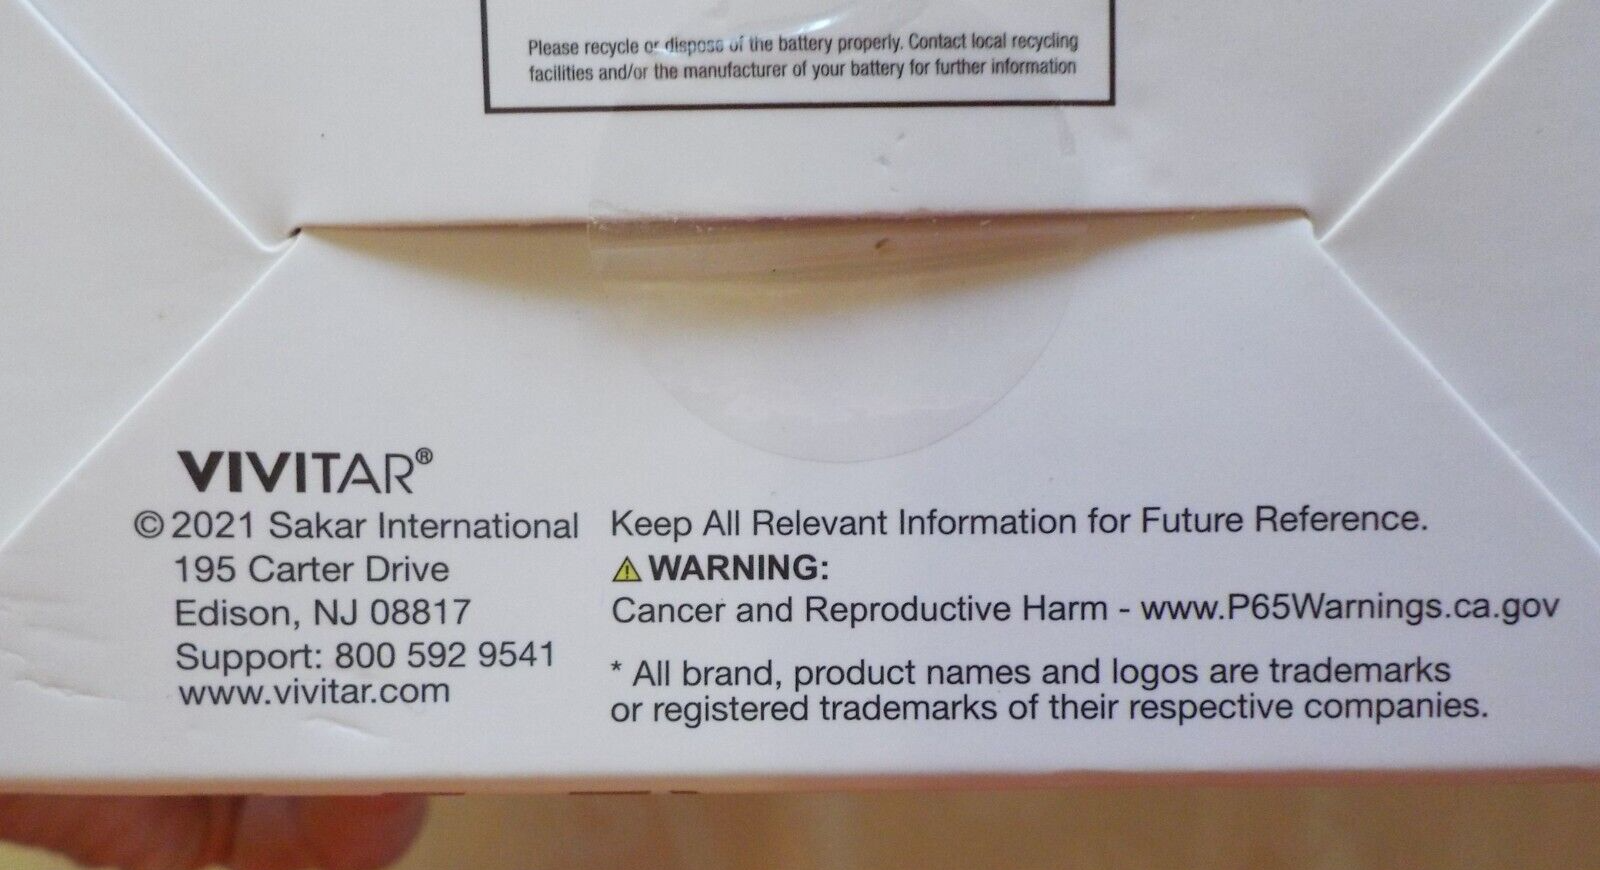 Please recycle or dispose of the battery properly. Contact local recycling
facilities and/or the manufacturer of your battery for further information
VIVITAR®
© 2021 Sakar International
195 Carter Drive
Edison, NJ 08817
Support: 800 592 9541
www.vivitar.com
Keep All Relevant Information for Future Reference.
⚠ WARNING:
Cancer and Reproductive Harm - www.P65Warnings.ca.gov
* All brand, product names and logos are trademarks
or registered trademarks of their respective companies.